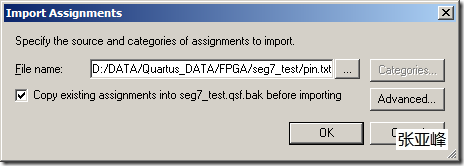 Import Assignments
Specify the source and categories of assignments to import.
File name: D:/DATA/Quartus_DATA/FPGA/seg7_test/pin.txt ... Categories...
Copy existing assignments into seg7_test.qsf.bak before importing Advanced...
OK
张亚峰